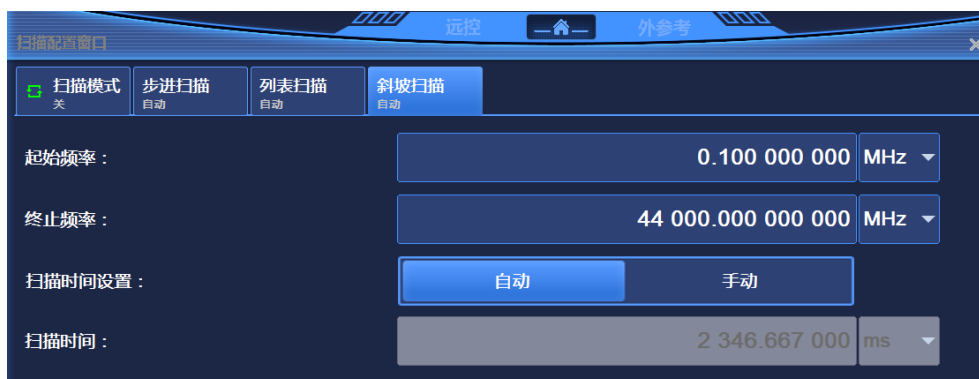 远控
外参考
扫描配置窗口
扫描模式
关
步进扫描
自动
列表扫描
自动
斜坡扫描
自动
起始频率：
0.100 000 000 MHz
终止频率：
44 000.000 000 000 MHz
扫描时间设置：
自动 手动
扫描时间：
2 346.667 000 ms